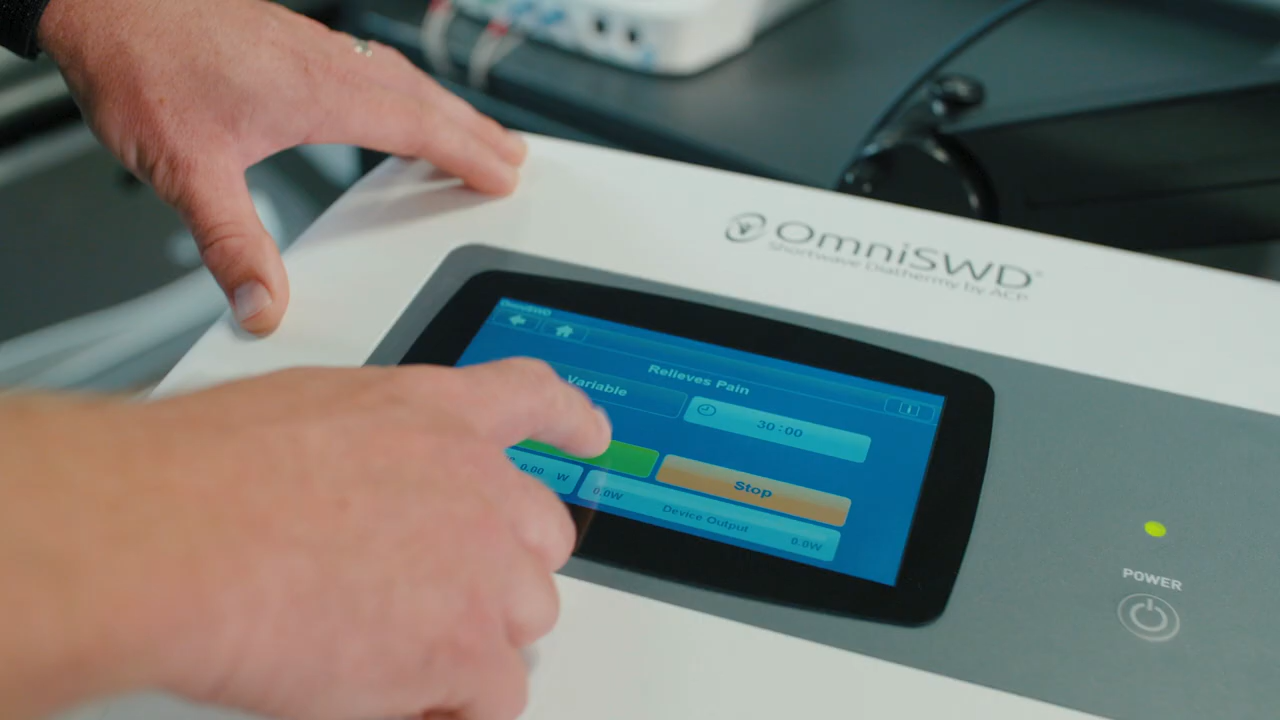 OmniSWD®
Shortwave Diathermy by ACP
OmniSWD
Relieves Pain
Variable
30:00
Stop
0.00 W
0.0W
Device Output
0.0W
POWER